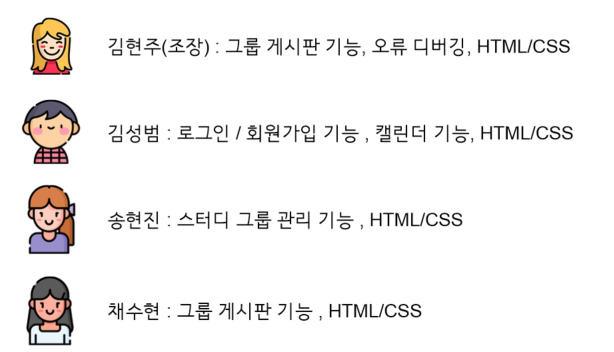 김현주(조장) : 그룹 게시판 기능, 오류 디버깅, HTML/CSS
김성범 : 로그인 / 회원가입 기능 , 캘린더 기능, HTML/CSS
송현진 : 스터디 그룹 관리 기능 , HTML/CSS
채수현 : 그룹 게시판 기능 , HTML/CSS